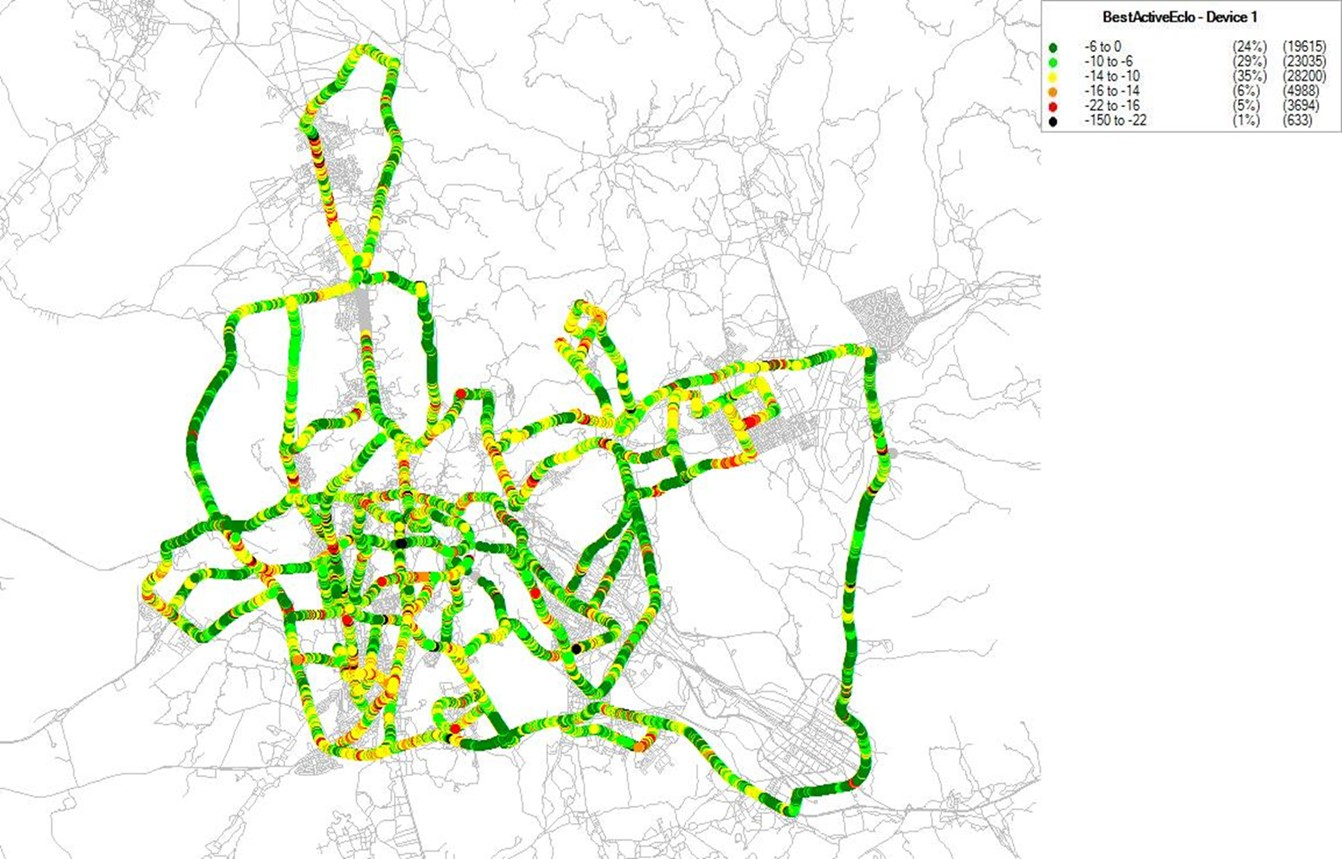 BestActiveEcIo - Device 1
-6 to 0 (24%) (19615)
-10 to -6 (29%) (23035)
-14 to -10 (35%) (28200)
-16 to -14 (6%) (4988)
-22 to -16 (5%) (3694)
-150 to -22 (1%) (633)